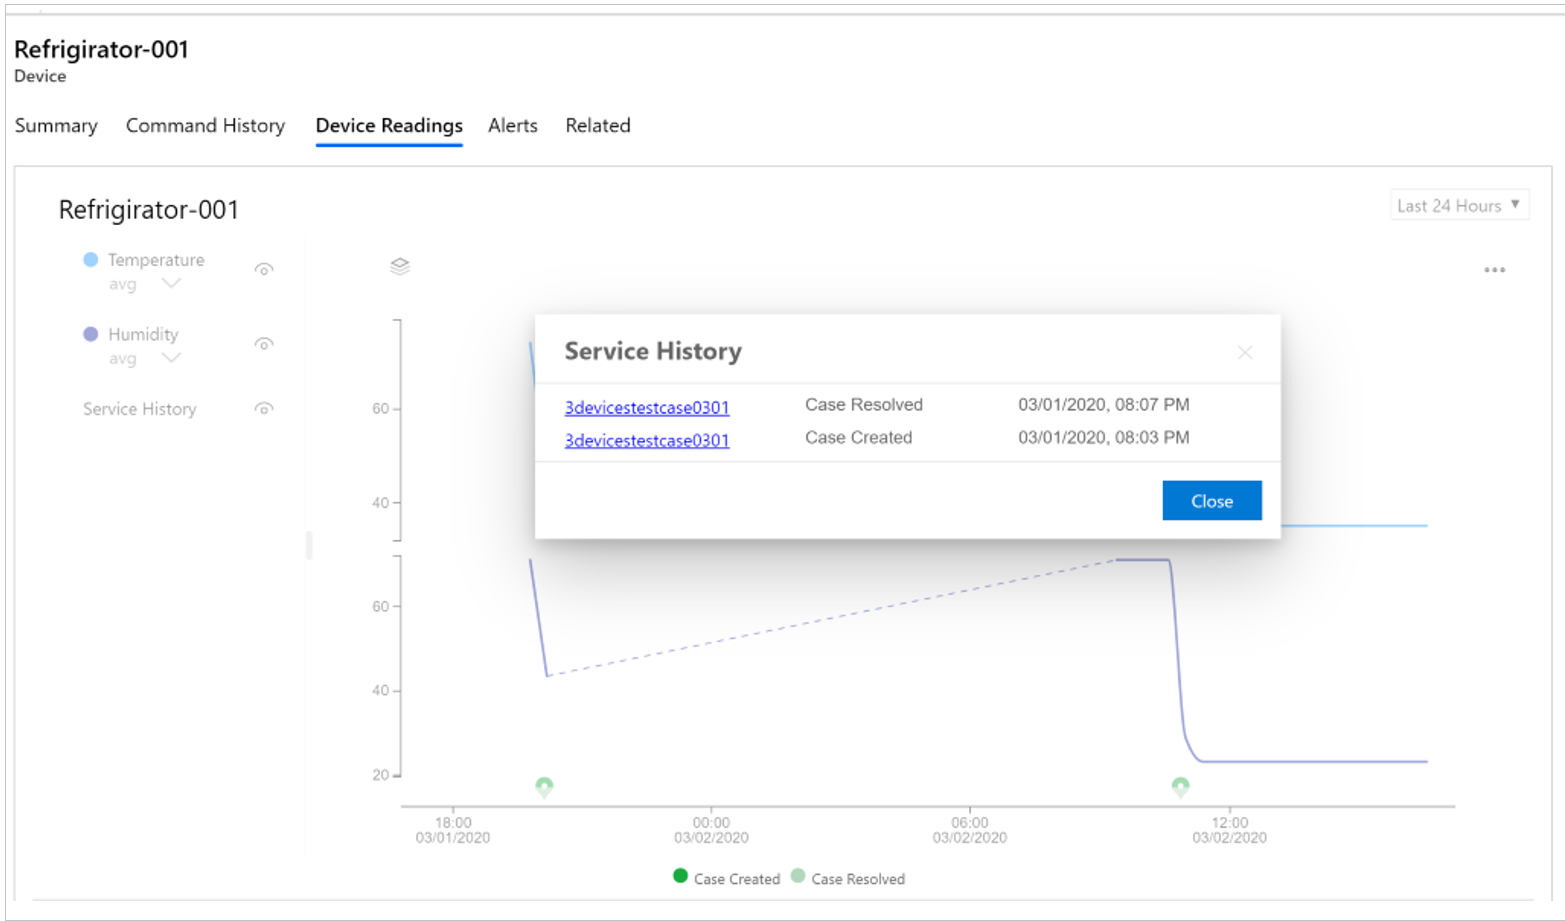 Refrigirator-001
Device
Summary Command History Device Readings Alerts Related
Refrigirator-001
Last 24 Hours ▼
Temperature
avg
Humidity
avg
Service History
Service History
3devicestestcase0301 Case Resolved 03/01/2020, 08:07 PM
3devicestestcase0301 Case Created 03/01/2020, 08:03 PM
Close
60
40
60
40
20
18:00 00:00 06:00 12:00
03/01/2020 03/02/2020 03/02/2020 03/02/2020
Case Created Case Resolved